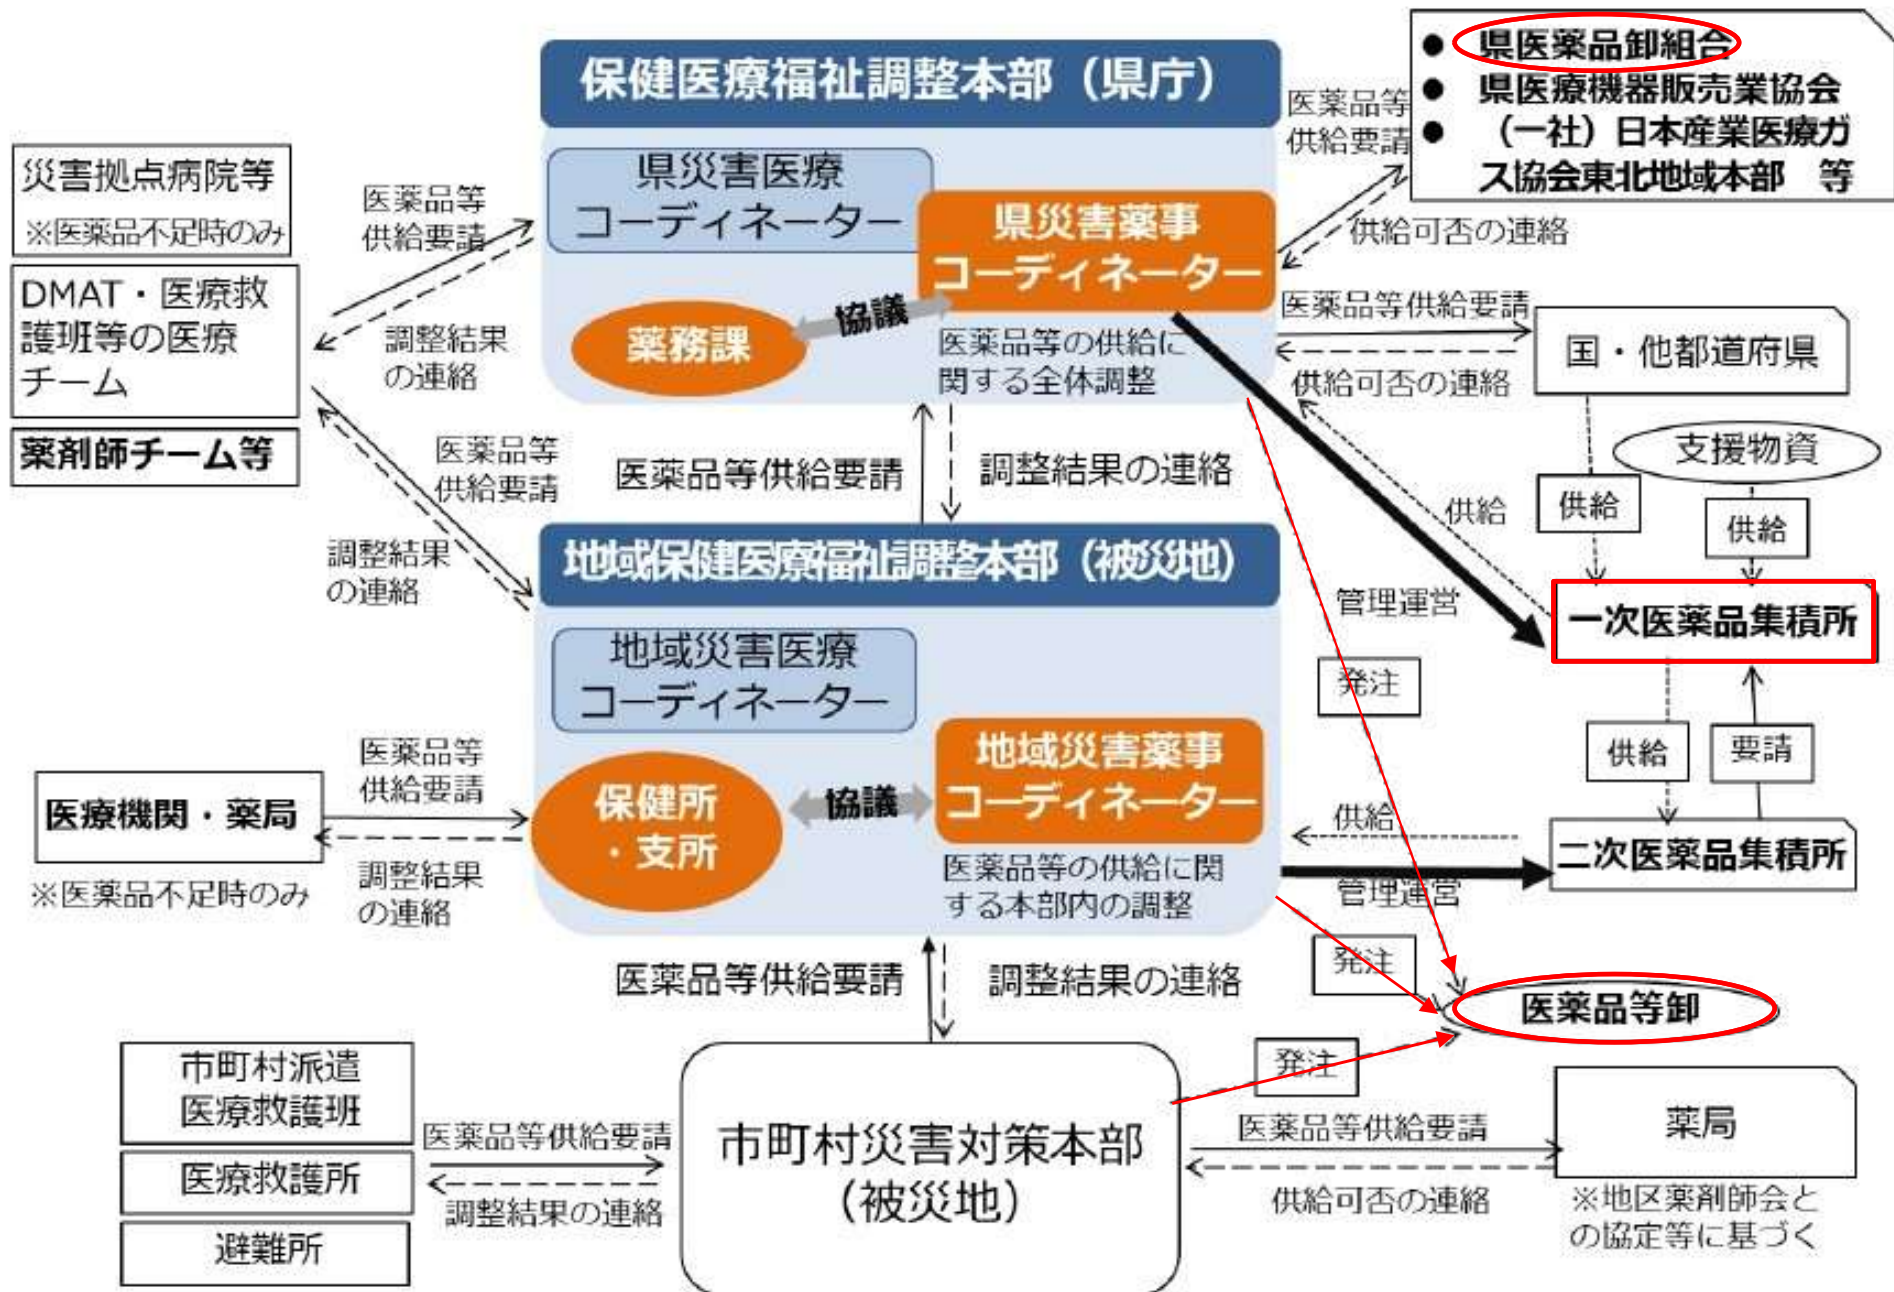 保健医療福祉調整本部（県庁）
県災害医療
コーディネーター
県災害薬事
コーディネーター
薬務課
協議
医薬品等の供給に
関する全体調整
● 県医薬品卸組合
● 県医療機器販売業協会
● （一社）日本産業医療ガ
ス協会東北地域本部　等
医薬品等
供給要請
供給可否の連絡
医薬品等供給要請
供給可否の連絡
国・他都道府県
支援物資
供給
供給
供給
管理運営
一次医薬品集積所
発注
供給
要請
災害拠点病院等
※医薬品不足時のみ
DMAT・医療救
護班等の医療
チーム
薬剤師チーム等
医薬品等
供給要請
調整結果
の連絡
医薬品等
供給要請
調整結果
の連絡
医薬品等供給要請
調整結果の連絡
地域保健医療福祉調整本部（被災地）
地域災害医療
コーディネーター
地域災害薬事
コーディネーター
保健所
・支所
協議
医薬品等の供給に関
する本部内の調整
医療機関・薬局
※医薬品不足時のみ
医薬品等
供給要請
調整結果
の連絡
供給
管理運営
二次医薬品集積所
発注
医薬品等卸
医薬品等供給要請
調整結果の連絡
発注
市町村災害対策本部
（被災地）
市町村派遣
医療救護班
医療救護所
避難所
医薬品等供給要請
調整結果の連絡
医薬品等供給要請
供給可否の連絡
薬局
※地区薬剤師会と
の協定等に基づく